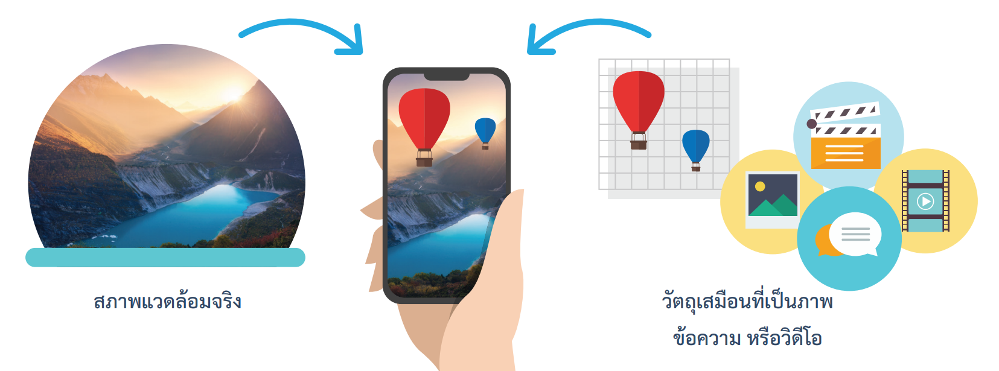 สภาพแวดล้อมจริง
วัตถุเสมือนที่เป็นภาพ
ข้อความ หรือวิดีโอ